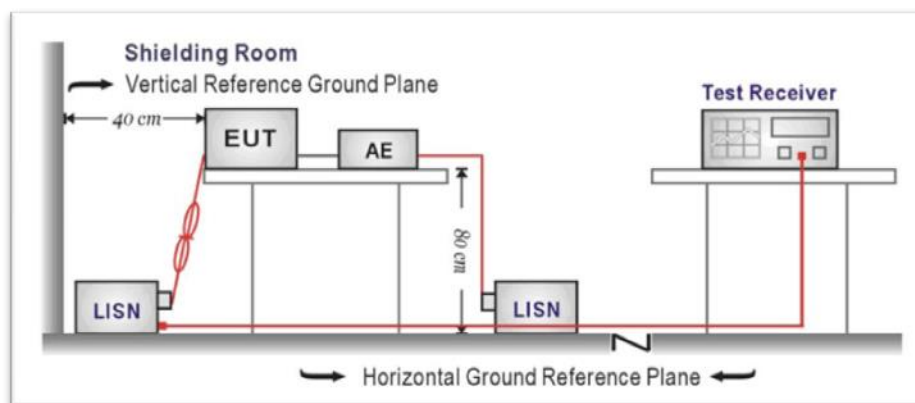 Shielding Room
Vertical Reference Ground Plane
40 cm
EUT
AE
Test Receiver
80 cm
LISN
LISN
Horizontal Ground Reference Plane